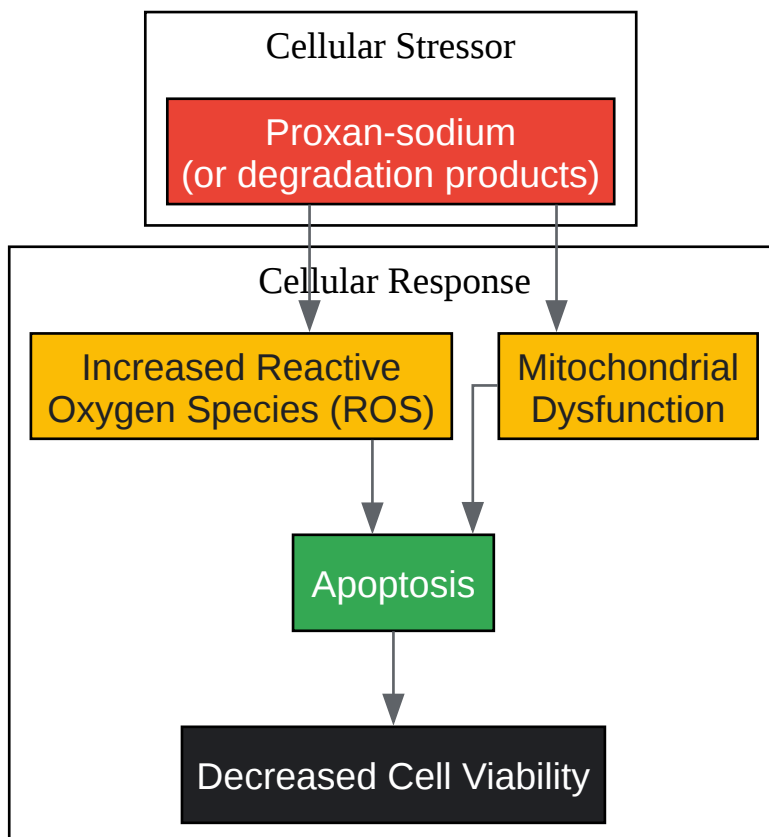 Cellular Stressor
Proxan-sodium
(or degradation products)
Cellular Response
Increased Reactive
Oxygen Species (ROS)
Mitochondrial
Dysfunction
Apoptosis
Decreased Cell Viability